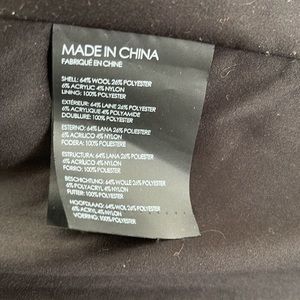 MADE IN CHINA
FABRIQUÉ EN CHINE
SHELL: 64% WOOL 26% POLYESTER
6% ACRYLIC 4% NYLON
LINING: 100% POLYESTER
EXTÉRIEUR: 64% LAINE 26% POLYESTER
6% ACRYLIQUE 4% POLYAMIDE
DOUBLURE: 100% POLYESTER
ESTERNO: 64% LANA 26% POLIESTERE
6% ACRILICO 4% NYLON
FODERA: 100% POLIESTERE
ESTRUCTURA: 64% LANA 26% POLIESTER
6% ACRILICO 4% NYLON
FORRO: 100% POLIESTER
BESCHICHTUNG: 64% WOLLE 26% POLYESTER
6% POLYACRYL 4% NYLON
FUTTER: 100% POLYESTER
HOOFDLAAG: 64% WOL 26% POLYESTER
6% ACRYL 4% NYLON
VOERING: 100% POLYESTER